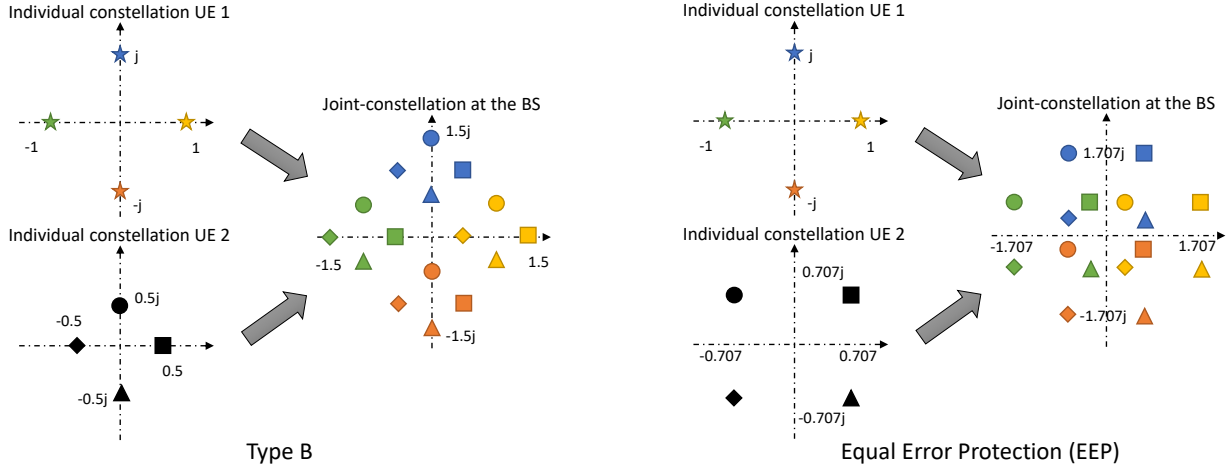 Individual constellation UE 1
j
-1
1
-j
Individual constellation UE 2
0.5j
-0.5
0.5
-0.5j
Joint-constellation at the BS
1.5j
-1.5
1.5
-1.5j
Type B
Individual constellation UE 1
j
-1
1
-j
Individual constellation UE 2
0.707j
-0.707
0.707
-0.707j
Joint-constellation at the BS
1.707j
-1.707
1.707
-1.707j
Equal Error Protection (EEP)